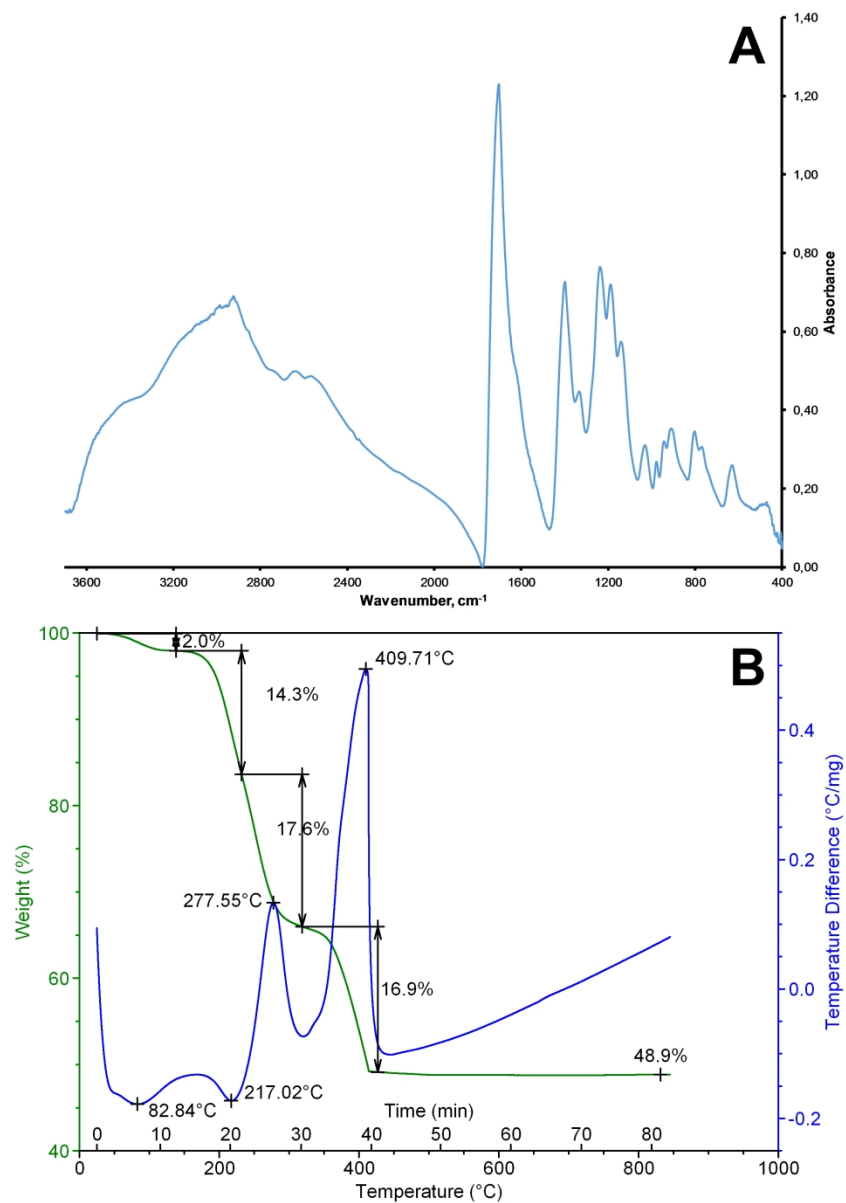 A
1,40
1,20
1,00
0,80
0,60
0,40
0,20
0,00
Absorbance
3600 3200 2800 2400 2000 1600 1200 800 400
Wavenumber, cm-1
B
100
80
60
40
Weight (%)
2.0%
14.3%
17.6%
16.9%
48.9%
409.71°C
277.55°C
217.02°C
82.84°C
0.4
0.2
0.0
-0.2
Temperature Difference (°C/mg)
Time (min)
0 10 20 30 40 50 60 70 80
0 200 400 600 800 1000
Temperature (°C)